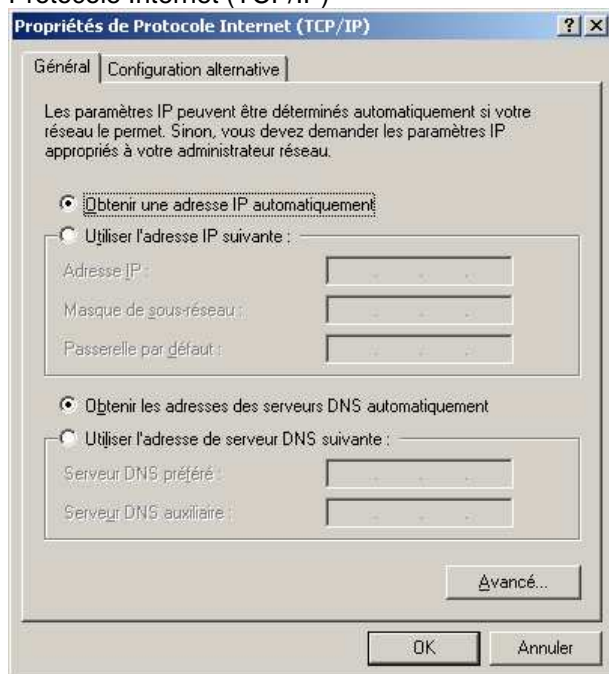 Protocole Internet (TCP/IP)
Propriétés de Protocole Internet (TCP/IP)
Général
Configuration alternative
Les paramètres IP peuvent être déterminés automatiquement si votre
réseau le permet. Sinon, vous devez demander les paramètres IP
appropriés à votre administrateur réseau.
Obtenir une adresse IP automatiquement
Utiliser l'adresse IP suivante :
Adresse IP :
Masque de sous-réseau :
Passerelle par défaut :
Obtenir les adresses des serveurs DNS automatiquement
Utiliser l'adresse de serveur DNS suivante :
Serveur DNS préféré :
Serveur DNS auxiliaire :
Avancé...
OK
Annuler